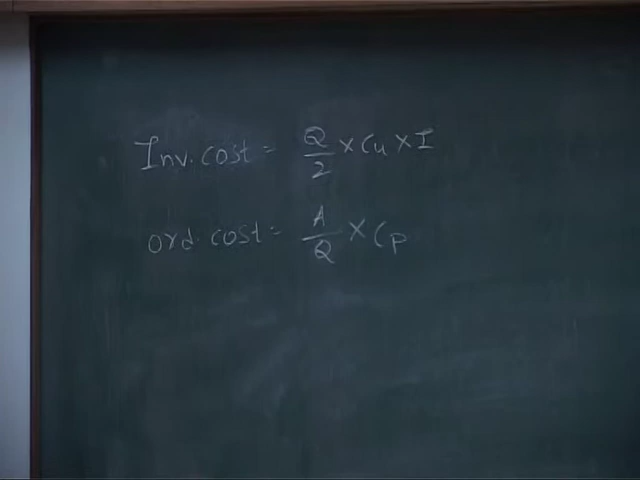 Inv. cost = Q/2 × Cu × I
ord. cost = A/Q × Cp